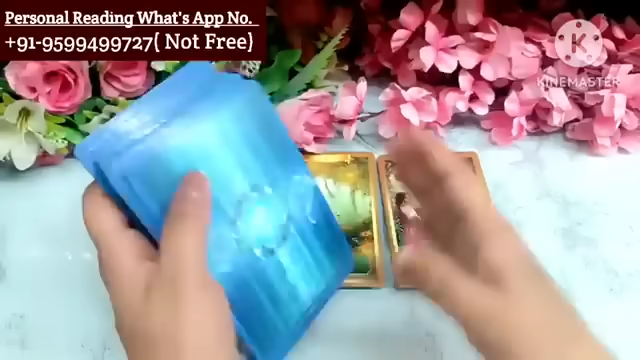 Personal Reading What's App No.
+91-9599499727( Not Free)
K
KINEMASTER